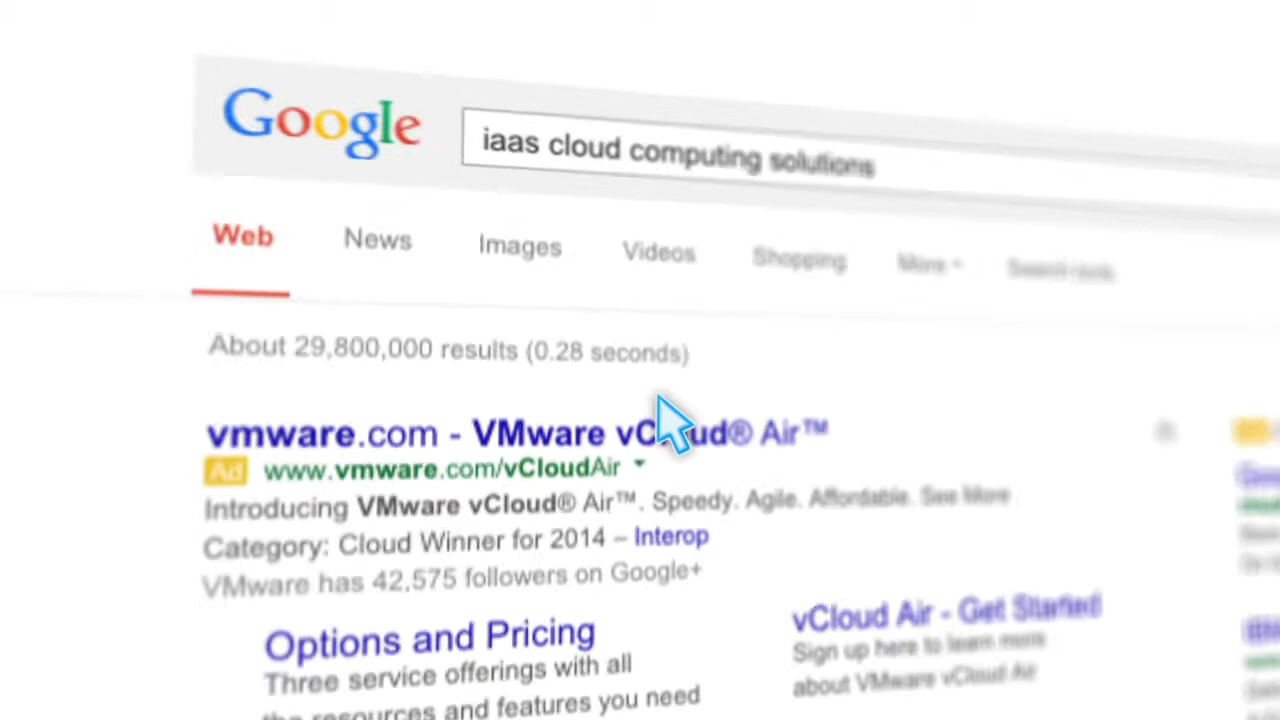 Google
iaas cloud computing solutions
Web News Images Videos Shopping More Search tools
About 29,800,000 results (0.28 seconds)
vmware.com - VMware vCloud® Air™
Ad www.vmware.com/vCloudAir
Introducing VMware vCloud® Air™. Speedy. Agile. Affordable. See More
Category: Cloud Winner for 2014 – Interop
VMware has 42,575 followers on Google+
Options and Pricing
Three service offerings with all
the resources and features you need
vCloud Air - Get Started
Sign up here to learn more
about VMware vCloud Air